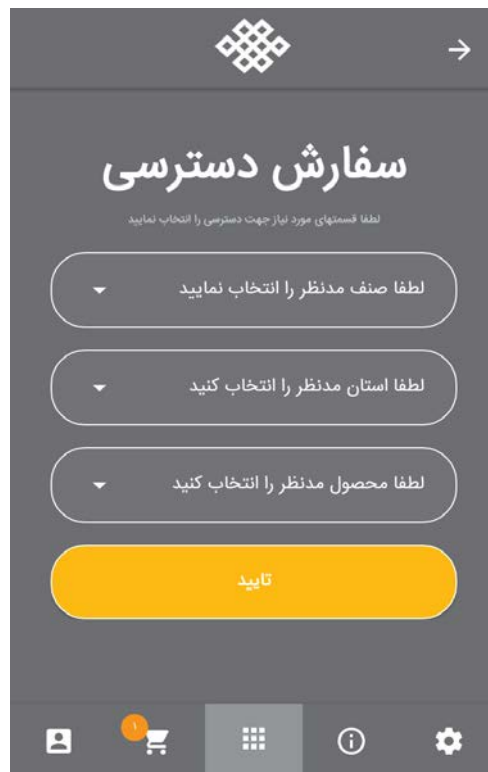 سفارش دسترسی
لطفا قسمتهای مورد نیاز جهت دسترسی را انتخاب نمایید
لطفا صنف مدنظر را انتخاب نمایید
لطفا استان مدنظر را انتخاب کنید
لطفا محصول مدنظر را انتخاب کنید
تایید
۱